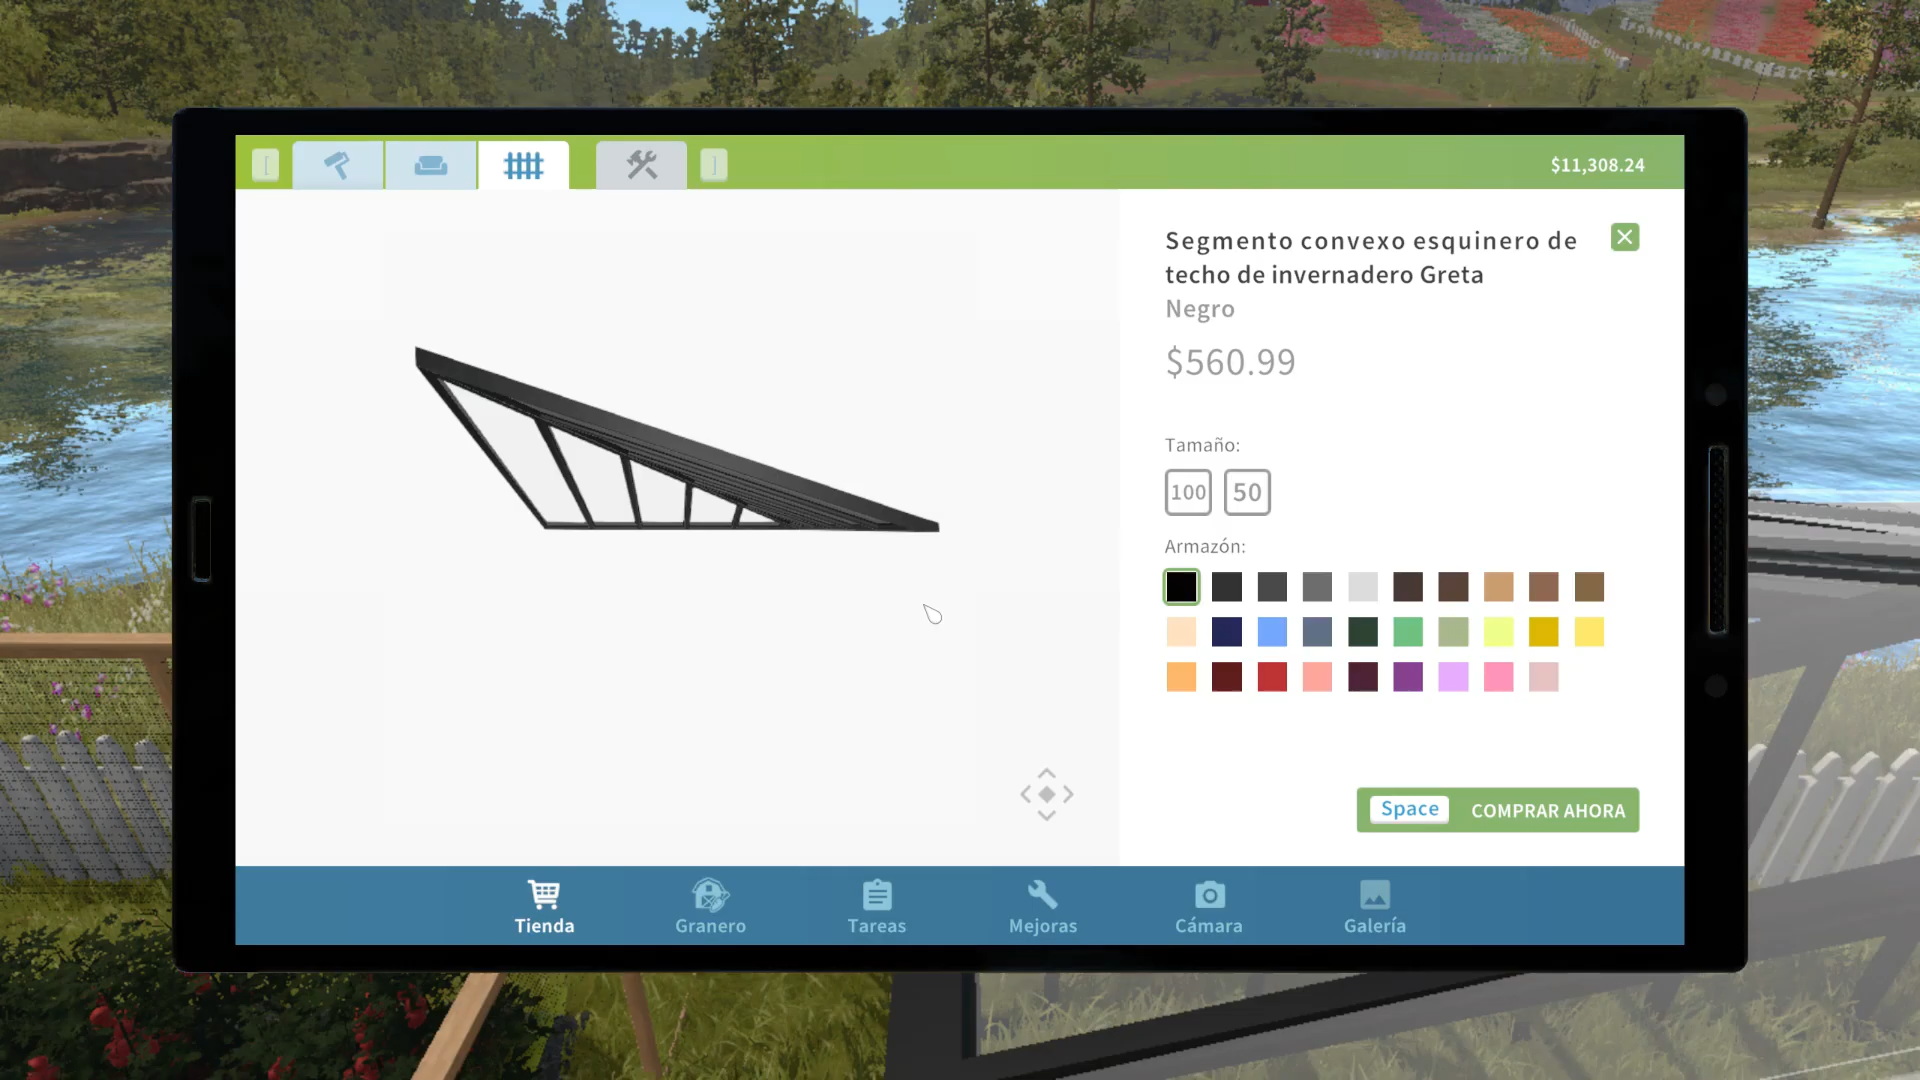 [
]
$11,308.24
Segmento convexo esquinero de
techo de invernadero Greta
Negro
$560.99
Tamaño:
100 50
Armazón:
Space COMPRAR AHORA
Tienda Granero Tareas Mejoras Cámara Galería